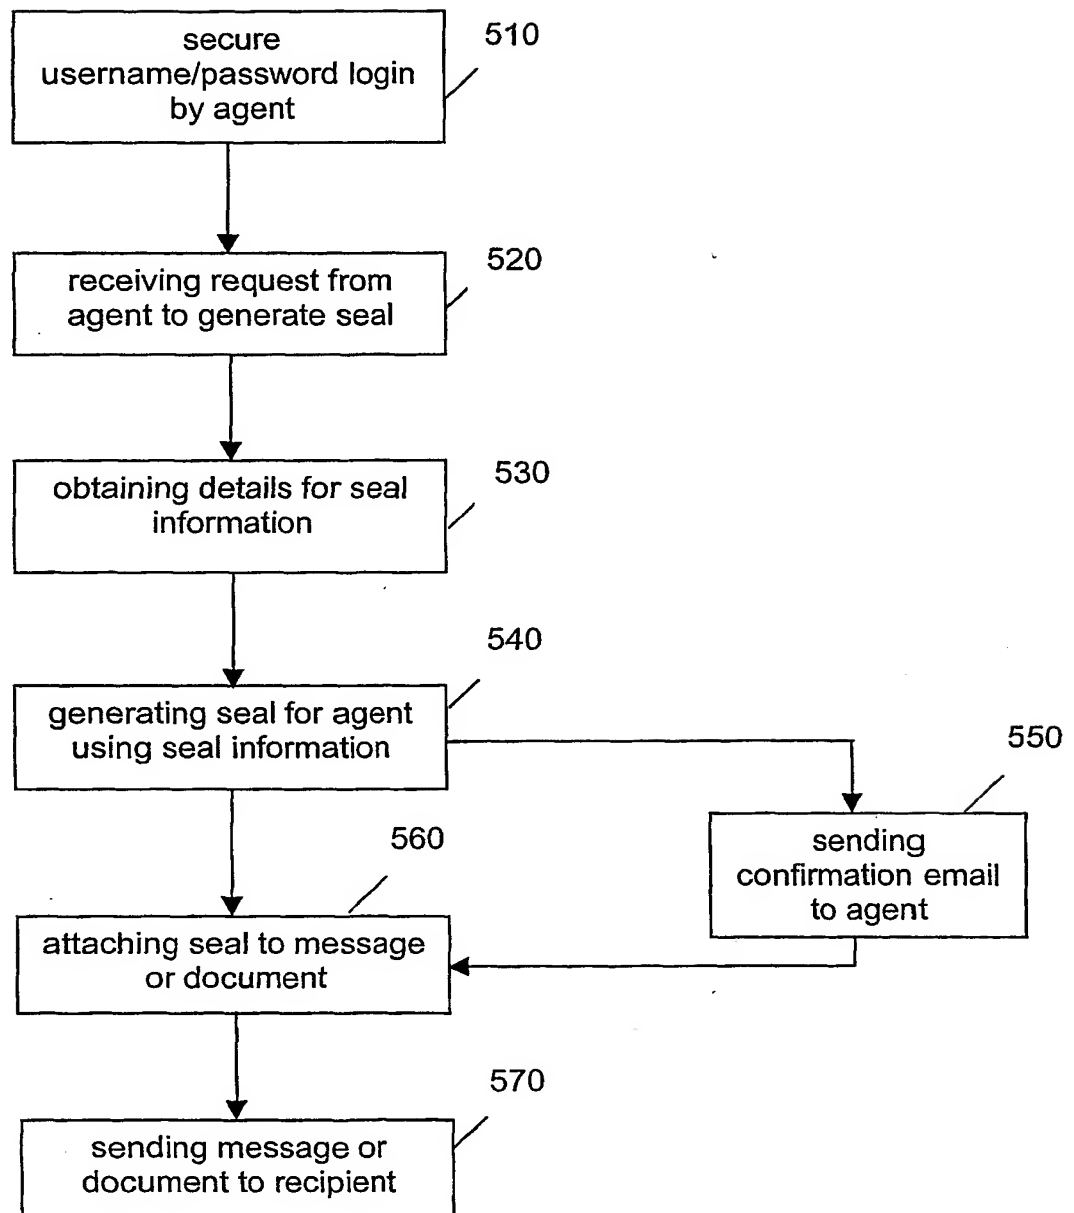 secure
username/password login
by agent
510
receiving request from
agent to generate seal
520
obtaining details for seal
information
530
generating seal for agent
using seal information
540
sending
confirmation email
to agent
550
attaching seal to message
or document
560
sending message or
document to recipient
570